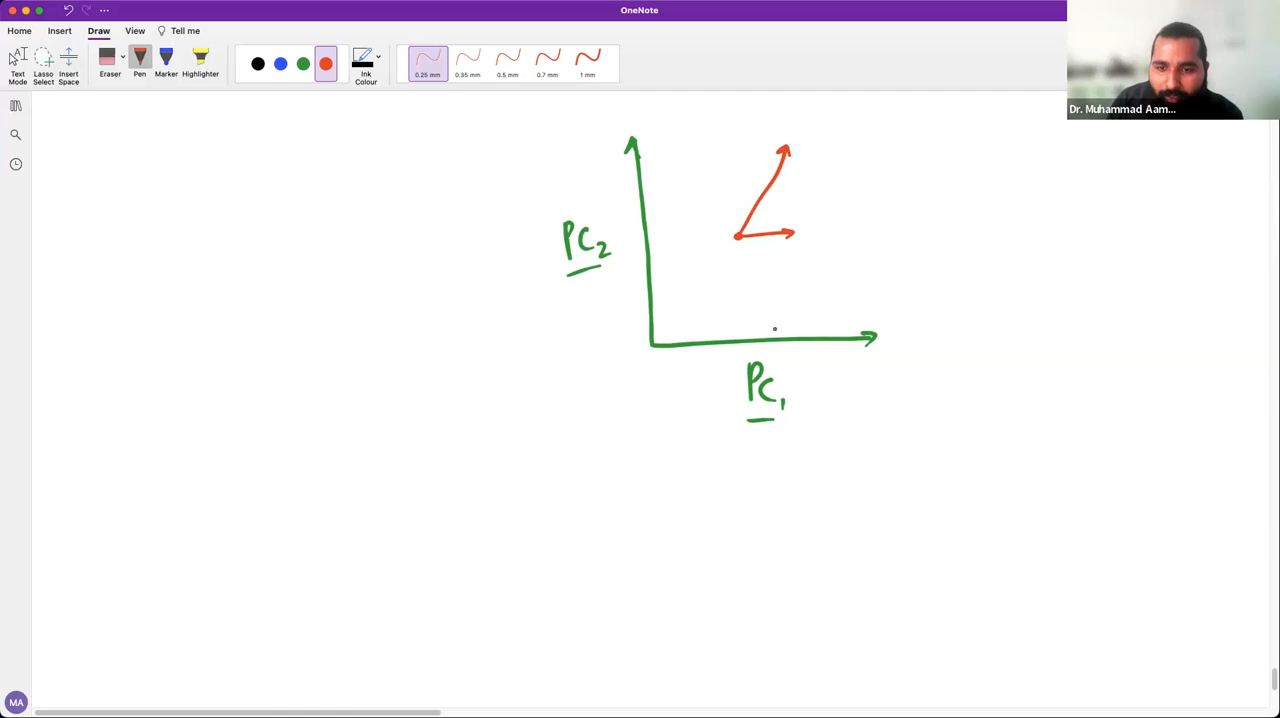 OneNote
Home Insert Draw View Tell me
Text Mode
Lasso Select
Insert Space
Eraser
Pen
Marker
Highlighter
Ink Colour
0.25 mm
0.35 mm
0.5 mm
0.7 mm
1 mm
Dr. Muhammad Aam...
PC2
PC1
MA